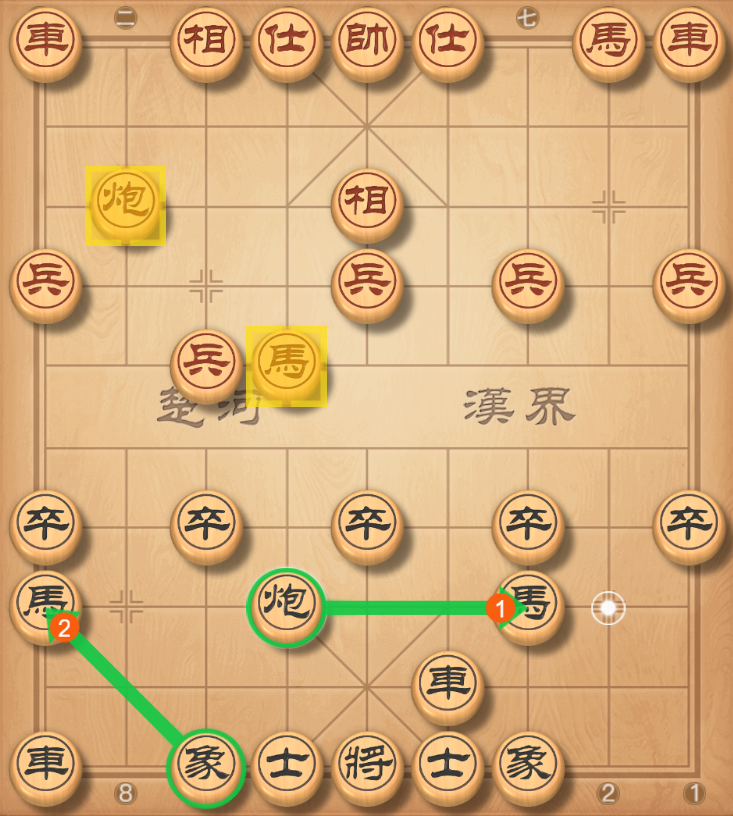 二 七
車 相 仕 帥 仕 馬 車
炮 相
兵 兵 兵 兵
兵 馬
楚河 漢界
卒 卒 卒 卒 卒
馬 炮 1 馬
2
車
車 象 士 將 士 象
8 2 1